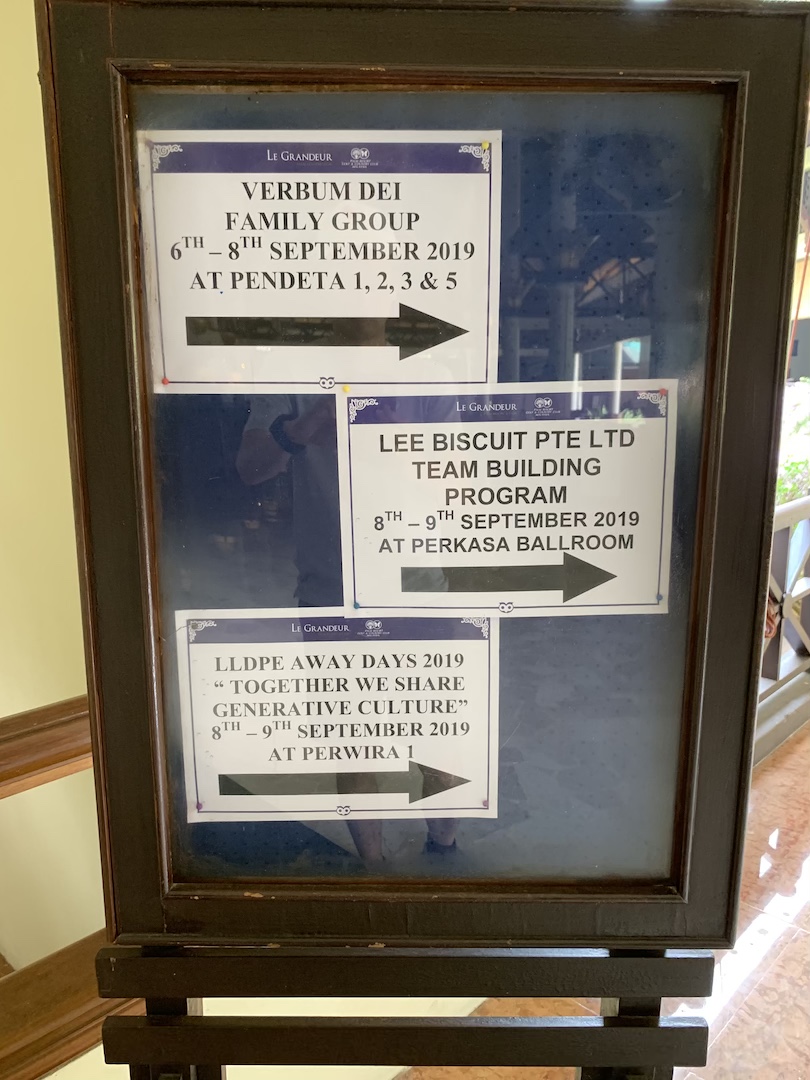 LE GRANDEUR
VERBUM DEI
FAMILY GROUP
6TH – 8TH SEPTEMBER 2019
AT PENDETA 1, 2, 3 & 5
LE GRANDEUR
LEE BISCUIT PTE LTD
TEAM BUILDING
PROGRAM
8TH – 9TH SEPTEMBER 2019
AT PERKASA BALLROOM
LE GRANDEUR
LLDPE AWAY DAYS 2019
“ TOGETHER WE SHARE
GENERATIVE CULTURE”
8TH – 9TH SEPTEMBER 2019
AT PERWIRA 1